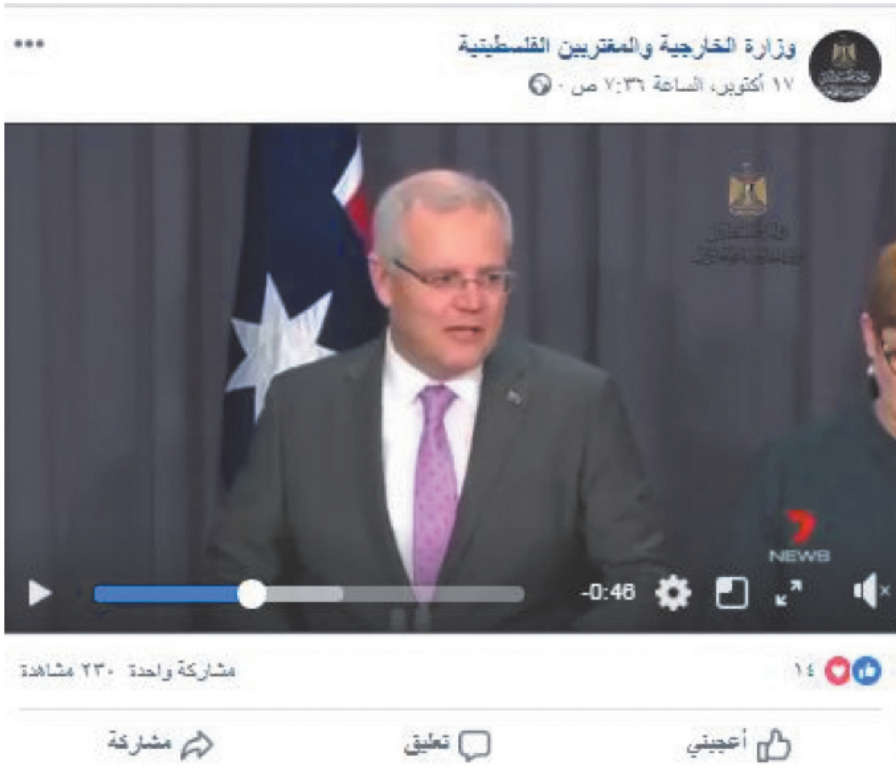 وزارة الخارجية والمغتربين الفلسطينية
١٧ أكتوبر، الساعة ٧:٣٦ ص ·
7
NEWS
-0:46
١٤
مشاركة واحدة ٢٣٠ مشاهدة
أعجبني
تعليق
مشاركة